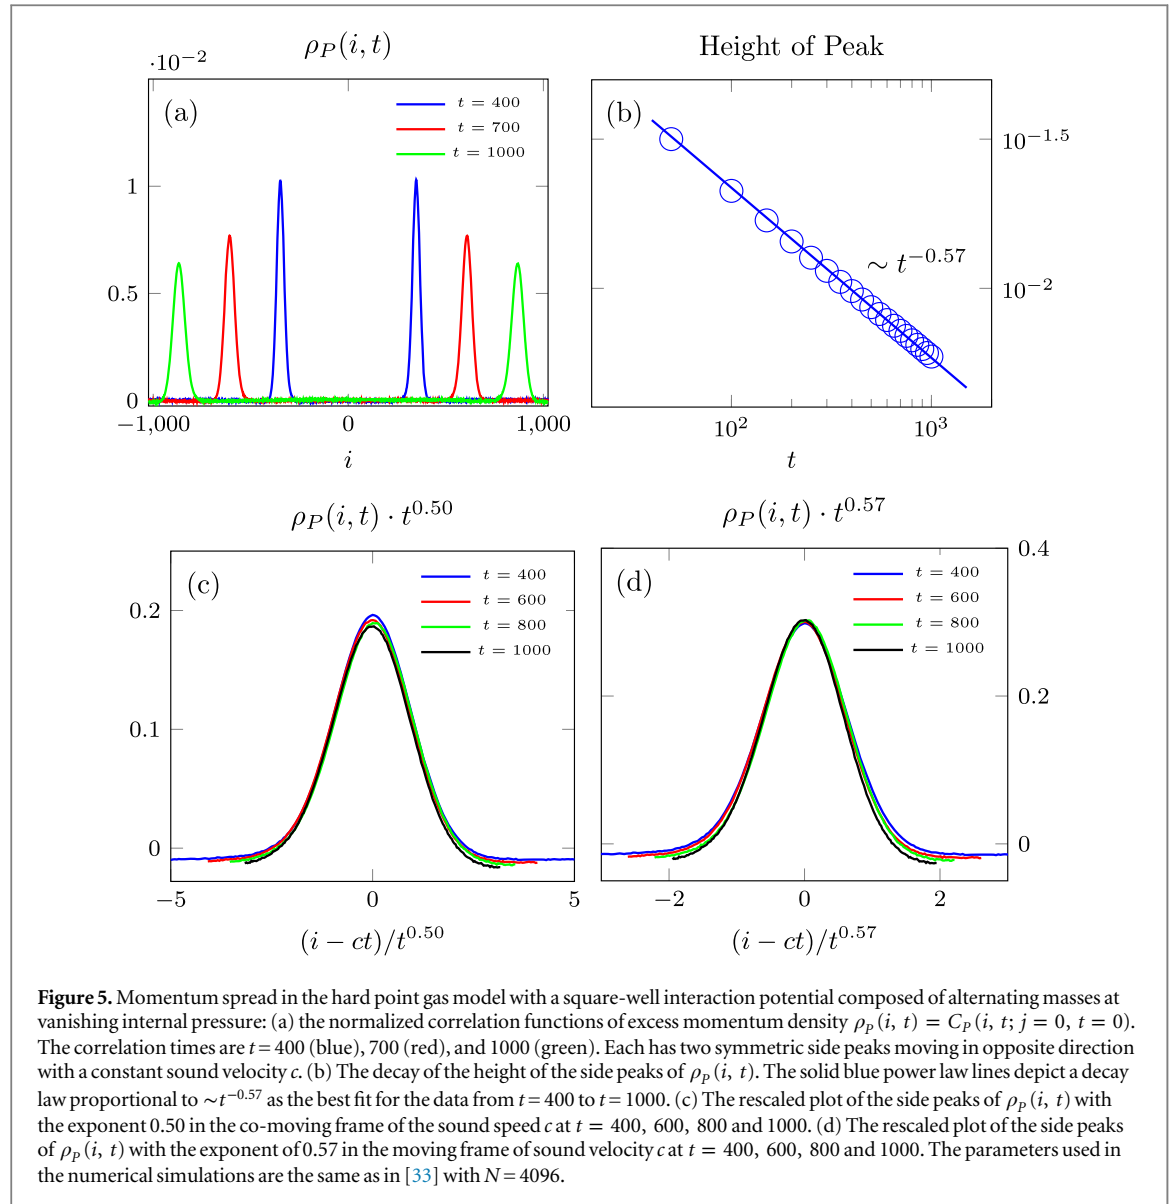 ρ_P(i, t)
·10⁻²
(a)
t = 400
t = 700
t = 1000
1
0.5
0
−1,000
0
1,000
i
Height of Peak
(b)
10^−1.5
∼ t^−0.57
10^−2
10²
10³
t
ρ_P(i, t) · t^0.50
(c)
t = 400
t = 600
t = 800
t = 1000
0.2
0.1
0
−5
0
5
(i − ct)/t^0.50
ρ_P(i, t) · t^0.57
(d)
t = 400
t = 600
t = 800
t = 1000
0.4
0.2
0
−2
0
2
(i − ct)/t^0.57
Figure 5. Momentum spread in the hard point gas model with a square-well interaction potential composed of alternating masses at
vanishing internal pressure: (a) the normalized correlation functions of excess momentum density ρ_P(i, t) = C_P(i, t; j = 0, t = 0).
The correlation times are t = 400 (blue), 700 (red), and 1000 (green). Each has two symmetric side peaks moving in opposite direction
with a constant sound velocity c. (b) The decay of the height of the side peaks of ρ_P(i, t). The solid blue power law lines depict a decay
law proportional to ∼t^−0.57 as the best fit for the data from t = 400 to t = 1000. (c) The rescaled plot of the side peaks of ρ_P(i, t) with
the exponent 0.50 in the co-moving frame of the sound speed c at t = 400, 600, 800 and 1000. (d) The rescaled plot of the side peaks
of ρ_P(i, t) with the exponent of 0.57 in the moving frame of sound velocity c at t = 400, 600, 800 and 1000. The parameters used in
the numerical simulations are the same as in [33] with N = 4096.